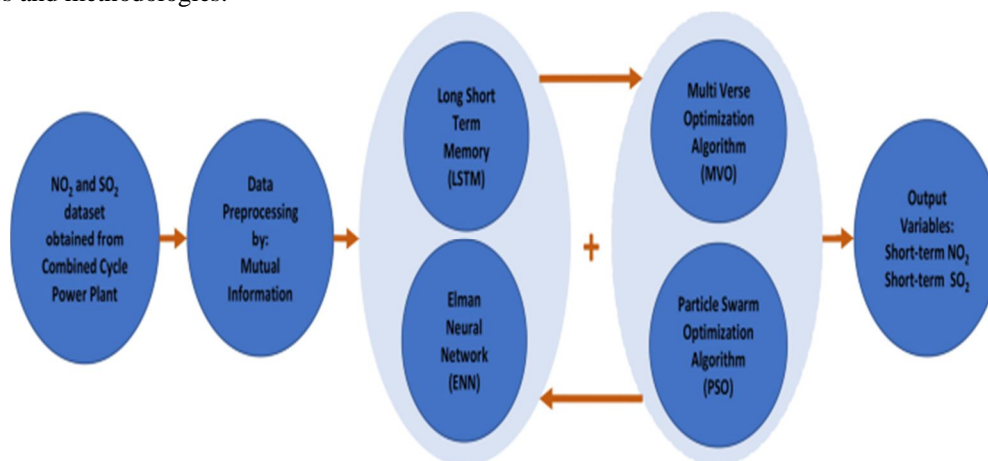 s and methodologies.
NO₂ and SO₂
dataset
obtained from
Combined Cycle
Power Plant
Data
Preprocessing
by:
Mutual
Information
Long Short
Term
Memory
(LSTM)
Elman
Neural
Network
(ENN)
+
Multi Verse
Optimization
Algorithm
(MVO)
Particle Swarm
Optimization
Algorithm
(PSO)
Output
Variables:
Short-term NO₂
Short-term SO₂